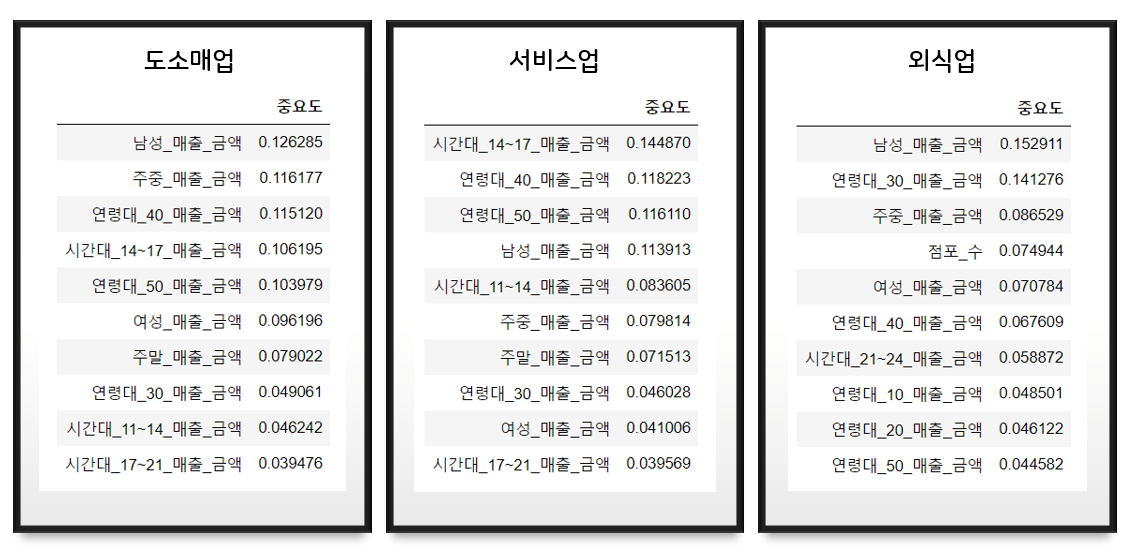 도소매업
중요도
남성_매출_금액 0.126285
주중_매출_금액 0.116177
연령대_40_매출_금액 0.115120
시간대_14~17_매출_금액 0.106195
연령대_50_매출_금액 0.103979
여성_매출_금액 0.096196
주말_매출_금액 0.079022
연령대_30_매출_금액 0.049061
시간대_11~14_매출_금액 0.046242
시간대_17~21_매출_금액 0.039476
서비스업
중요도
시간대_14~17_매출_금액 0.144870
연령대_40_매출_금액 0.118223
연령대_50_매출_금액 0.116110
남성_매출_금액 0.113913
시간대_11~14_매출_금액 0.083605
주중_매출_금액 0.079814
주말_매출_금액 0.071513
연령대_30_매출_금액 0.046028
여성_매출_금액 0.041006
시간대_17~21_매출_금액 0.039569
외식업
중요도
남성_매출_금액 0.152911
연령대_30_매출_금액 0.141276
주중_매출_금액 0.086529
점포_수 0.074944
여성_매출_금액 0.070784
연령대_40_매출_금액 0.067609
시간대_21~24_매출_금액 0.058872
연령대_10_매출_금액 0.048501
연령대_20_매출_금액 0.046122
연령대_50_매출_금액 0.044582